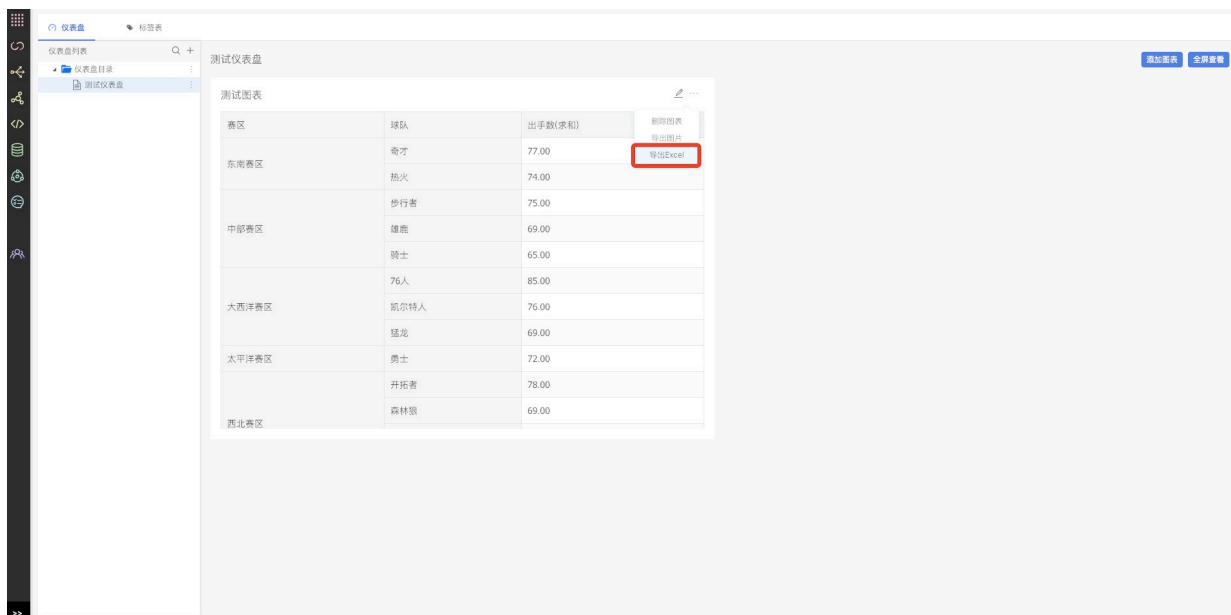 仪表盘 标签表
仪表盘列表
仪表盘目录
测试仪表盘
测试仪表盘
添加图表 全屏查看
测试图表
删除图表
导出图片
导出Excel
赛区 球队 出手数(求和)
东南赛区 奇才 77.00
热火 74.00
中部赛区 步行者 75.00
雄鹿 69.00
骑士 65.00
大西洋赛区 76人 85.00
凯尔特人 76.00
猛龙 69.00
太平洋赛区 勇士 72.00
西北赛区 开拓者 78.00
森林狼 69.00